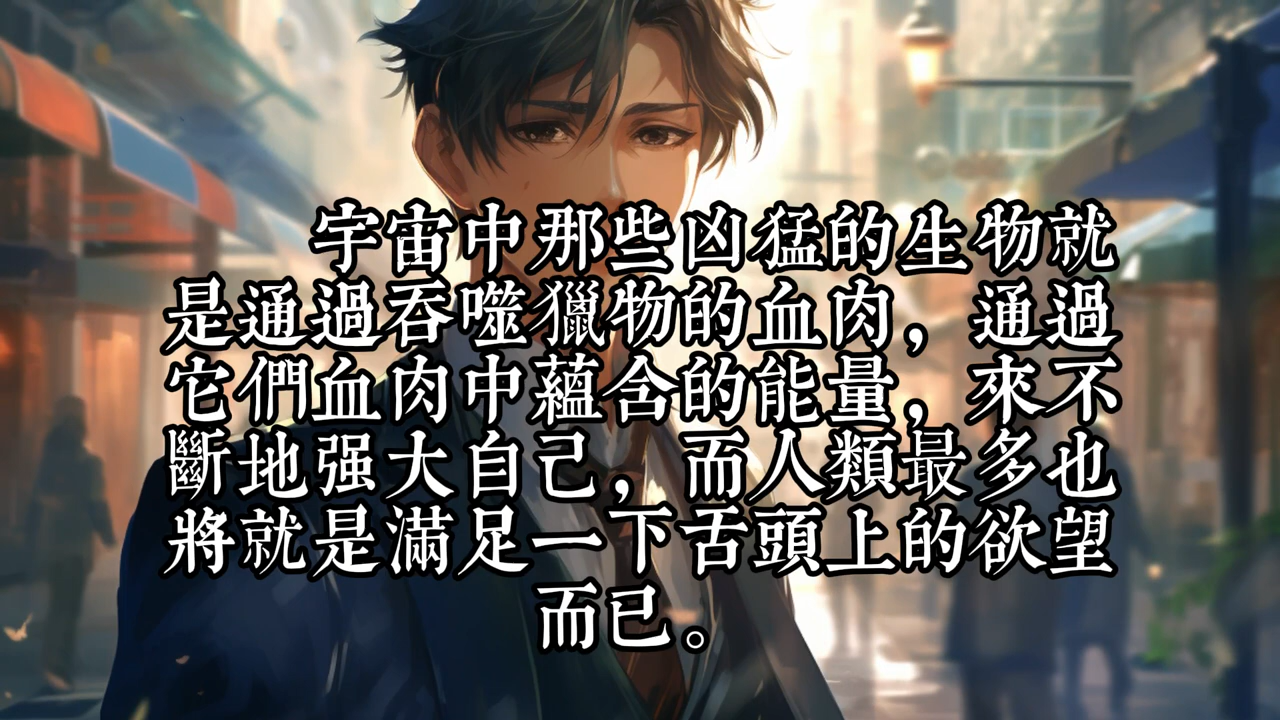 宇宙中那些凶猛的生物就
是通過吞噬獵物的血肉，通過
它們血肉中蘊含的能量，來不
斷地强大自己，而人類最多也
將就是滿足一下舌頭上的欲望
而已。